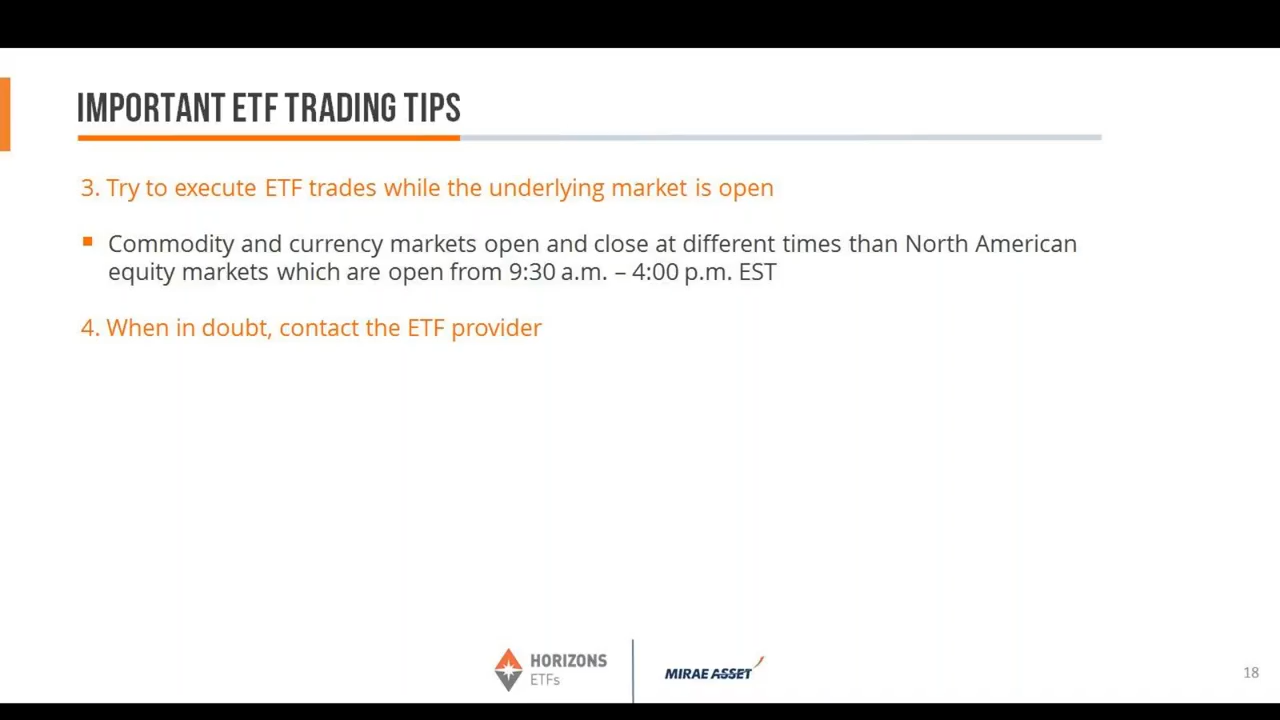 IMPORTANT ETF TRADING TIPS
3. Try to execute ETF trades while the underlying market is open
Commodity and currency markets open and close at different times than North American
equity markets which are open from 9:30 a.m. – 4:00 p.m. EST
4. When in doubt, contact the ETF provider
HORIZONS
ETFs
MIRAE ASSET
18